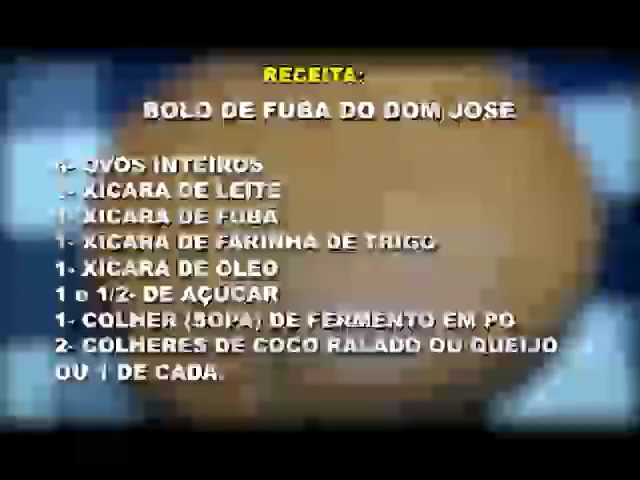 RECEITA:
BOLO DE FUBA DO DOM JOSE
OVOS INTEIROS
XICARA DE LEITE
1- XICARA DE FUBA
1- XICARA DE FARINHA DE TRIGO
1- XICARA DE OLEO
1 e 1/2- DE AÇUCAR
1- COLHER (SOPA) DE FERMENTO EM PO
2- COLHERES DE COCO RALADO OU QUEIJO
OU 1 DE CADA.